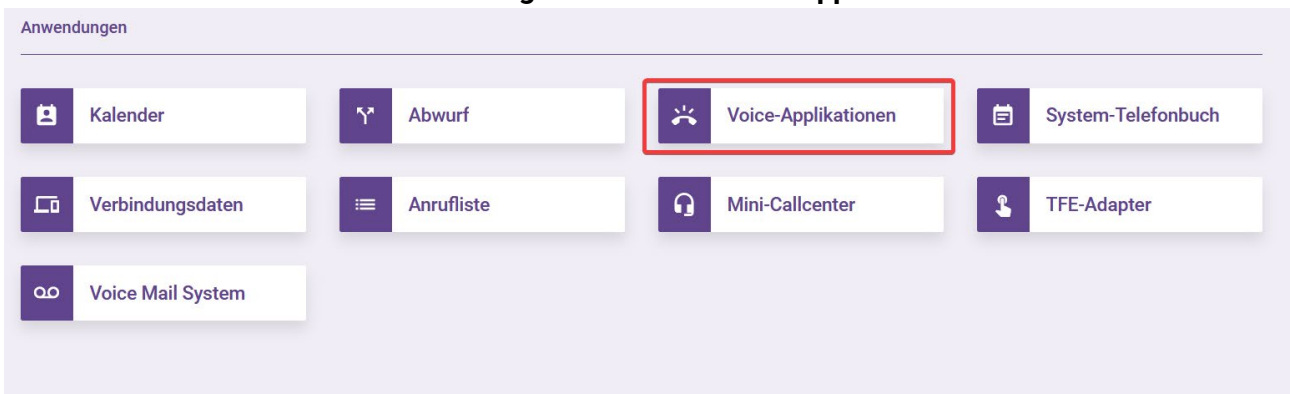 Anwendungen
Kalender
Abwurf
Voice-Applikationen
System-Telefonbuch
Verbindungsdaten
Anrufliste
Mini-Callcenter
TFE-Adapter
Voice Mail System